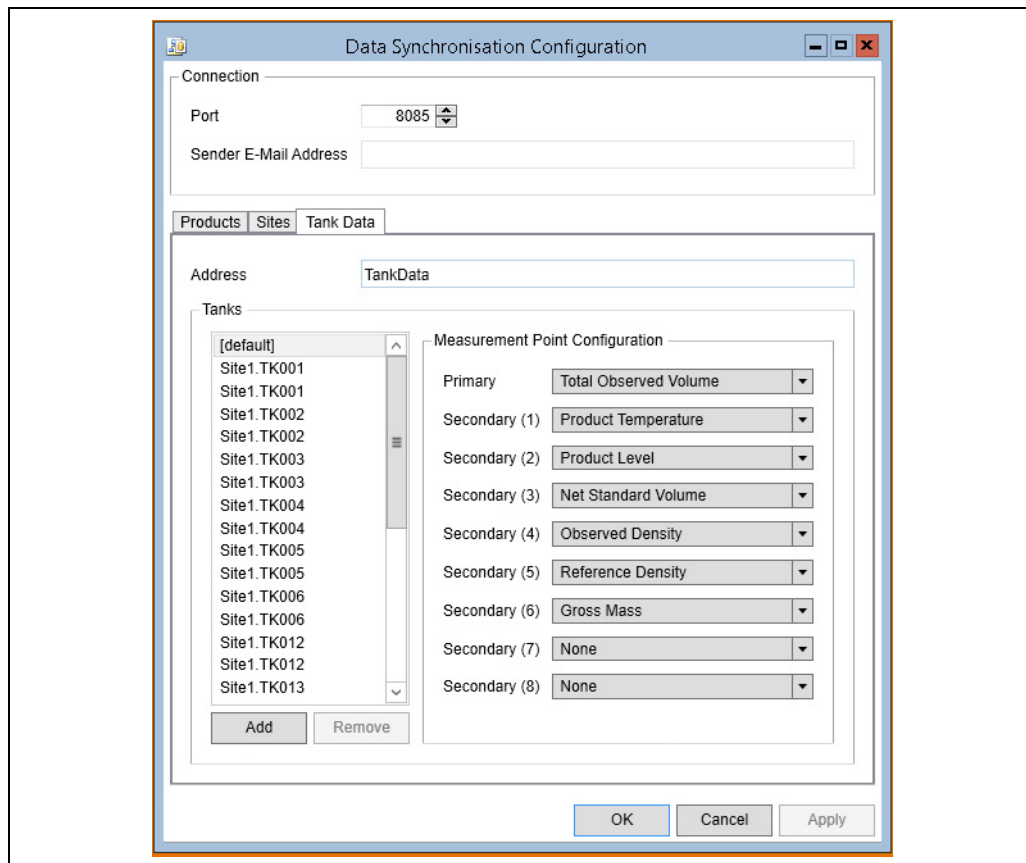 Data Synchronisation Configuration
Connection
Port 8085
Sender E-Mail Address
Products Sites Tank Data
Address TankData
Tanks
[default]
Site1.TK001
Site1.TK001
Site1.TK002
Site1.TK002
Site1.TK003
Site1.TK003
Site1.TK004
Site1.TK004
Site1.TK005
Site1.TK005
Site1.TK006
Site1.TK006
Site1.TK012
Site1.TK012
Site1.TK013
Add Remove
Measurement Point Configuration
Primary Total Observed Volume
Secondary (1) Product Temperature
Secondary (2) Product Level
Secondary (3) Net Standard Volume
Secondary (4) Observed Density
Secondary (5) Reference Density
Secondary (6) Gross Mass
Secondary (7) None
Secondary (8) None
OK Cancel Apply